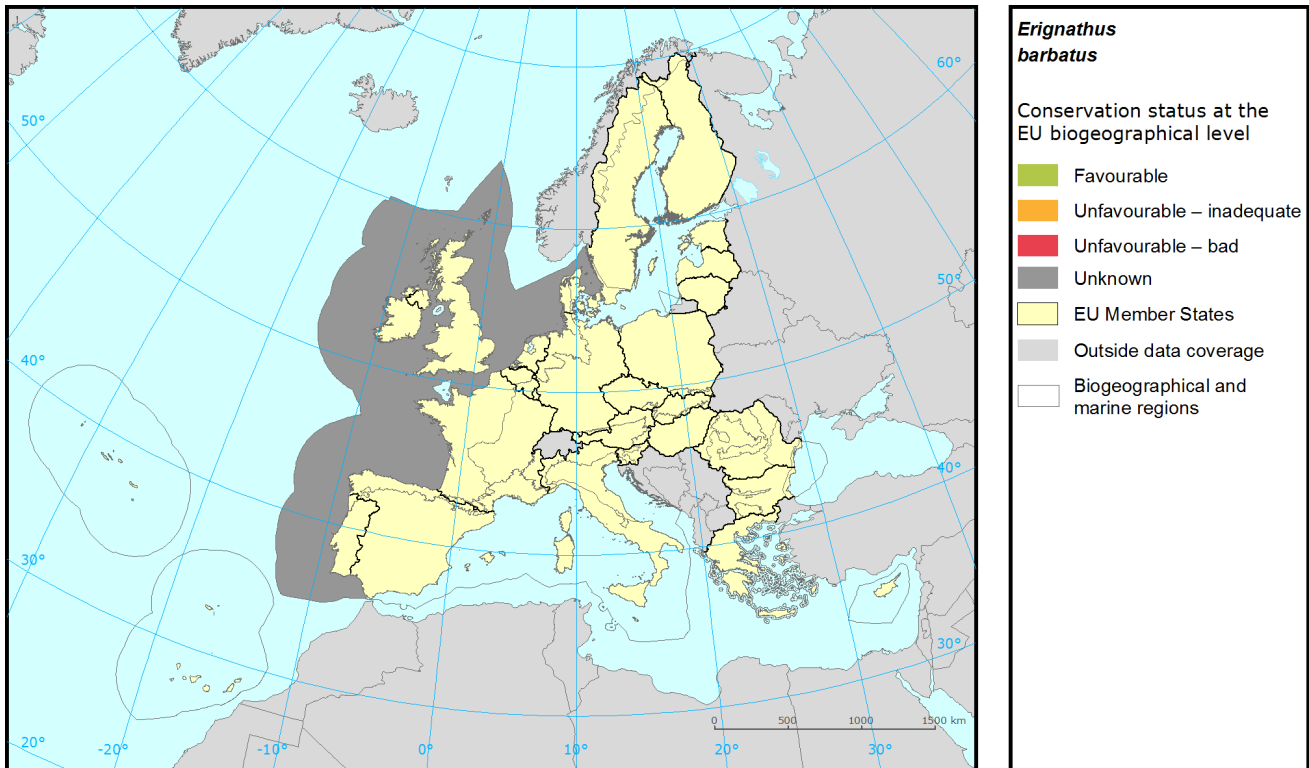 60°
50°
50°
40°
40°
30°
30°
20°
-20°
-10°
0°
10°
20°
30°
0
500
1000
1500 km
Erignathus
barbatus
Conservation status at the
EU biogeographical level
Favourable
Unfavourable – inadequate
Unfavourable – bad
Unknown
EU Member States
Outside data coverage
Biogeographical and
marine regions